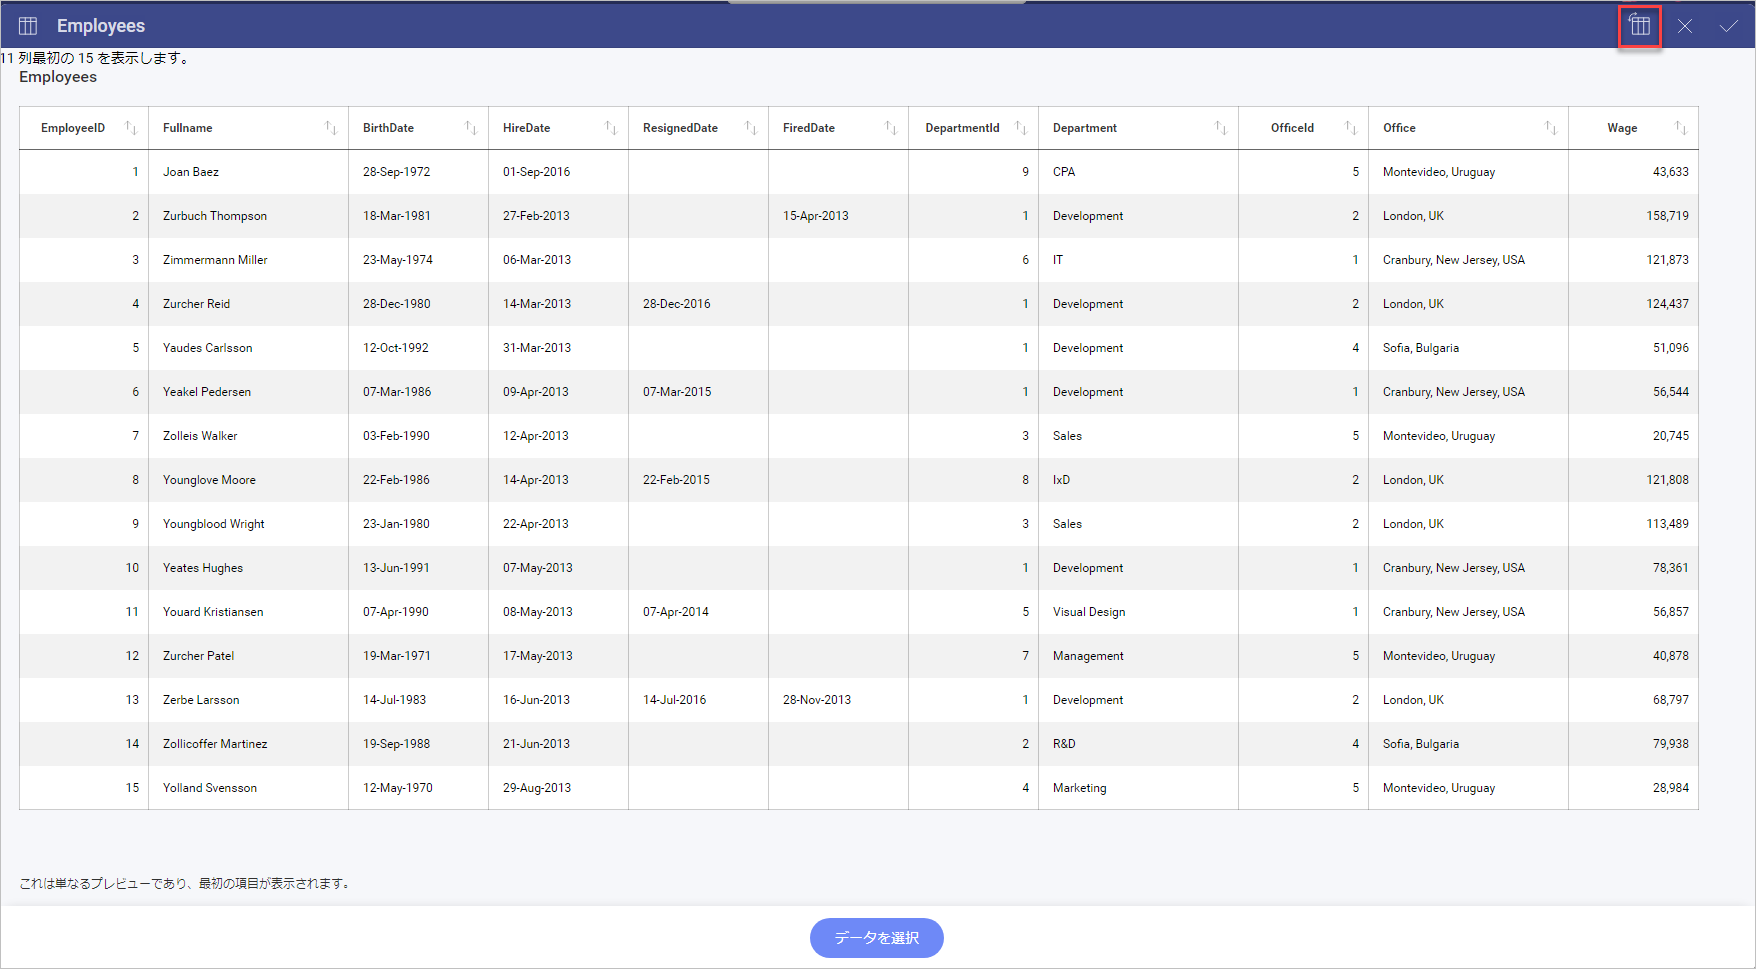 Employees
11 列最初の 15 を表示します。
Employees
EmployeeID Fullname BirthDate HireDate ResignedDate FiredDate DepartmentId Department OfficeId Office Wage
1 Joan Baez 28-Sep-1972 01-Sep-2016 9 CPA 5 Montevideo, Uruguay 43,633
2 Zurbuch Thompson 18-Mar-1981 27-Feb-2013 15-Apr-2013 1 Development 2 London, UK 158,719
3 Zimmermann Miller 23-May-1974 06-Mar-2013 6 IT 1 Cranbury, New Jersey, USA 121,873
4 Zurcher Reid 28-Dec-1980 14-Mar-2013 28-Dec-2016 1 Development 2 London, UK 124,437
5 Yaudes Carlsson 12-Oct-1992 31-Mar-2013 1 Development 4 Sofia, Bulgaria 51,096
6 Yeakel Pedersen 07-Mar-1986 09-Apr-2013 07-Mar-2015 1 Development 1 Cranbury, New Jersey, USA 56,544
7 Zolleis Walker 03-Feb-1990 12-Apr-2013 3 Sales 5 Montevideo, Uruguay 20,745
8 Younglove Moore 22-Feb-1986 14-Apr-2013 22-Feb-2015 8 IxD 2 London, UK 121,808
9 Youngblood Wright 23-Jan-1980 22-Apr-2013 3 Sales 2 London, UK 113,489
10 Yeates Hughes 13-Jun-1991 07-May-2013 1 Development 1 Cranbury, New Jersey, USA 78,361
11 Youard Kristiansen 07-Apr-1990 08-May-2013 07-Apr-2014 5 Visual Design 1 Cranbury, New Jersey, USA 56,857
12 Zurcher Patel 19-Mar-1971 17-May-2013 7 Management 5 Montevideo, Uruguay 40,878
13 Zerbe Larsson 14-Jul-1983 16-Jun-2013 14-Jul-2016 28-Nov-2013 1 Development 2 London, UK 68,797
14 Zollicoffer Martinez 19-Sep-1988 21-Jun-2013 2 R&D 4 Sofia, Bulgaria 79,938
15 Yolland Svensson 12-May-1970 29-Aug-2013 4 Marketing 5 Montevideo, Uruguay 28,984
これは単なるプレビューであり、最初の項目が表示されます。
データを選択